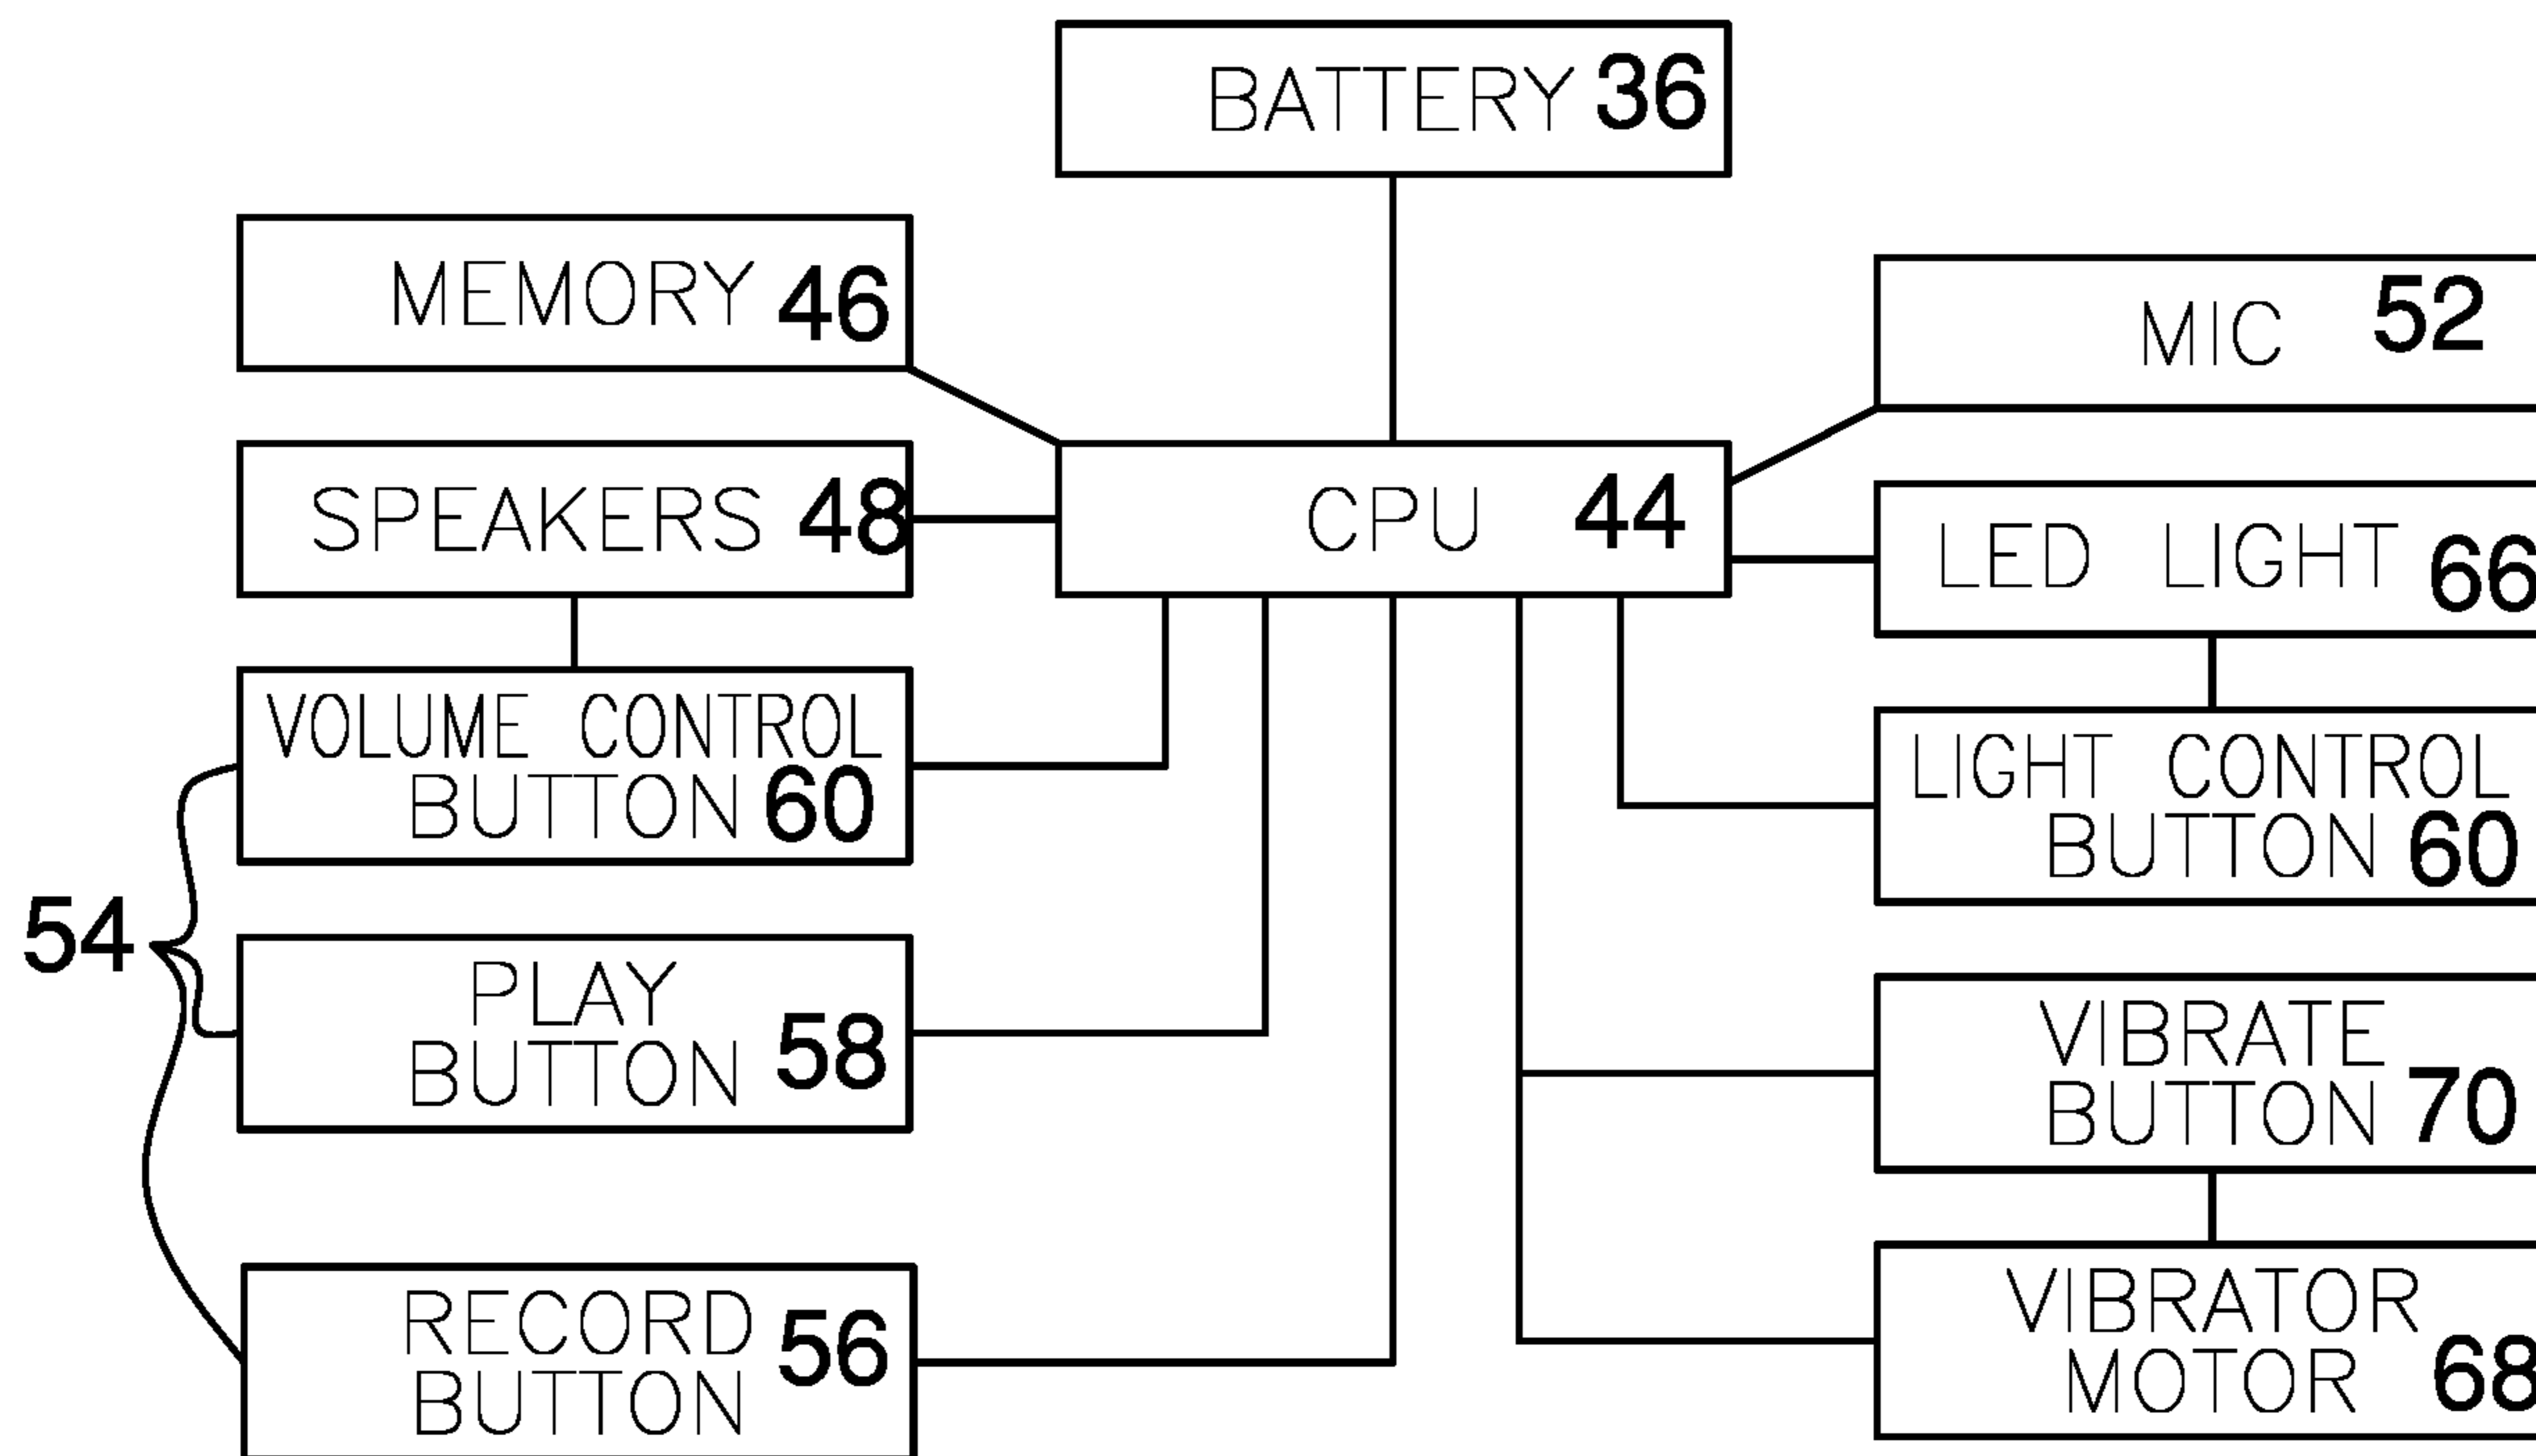 BATTERY 36
MEMORY 46
MIC 52
SPEAKERS 48
CPU 44
LED LIGHT 66
VOLUME CONTROL
BUTTON 60
LIGHT CONTROL
BUTTON 60
54
PLAY
BUTTON 58
VIBRATE
BUTTON 70
RECORD
BUTTON 56
VIBRATOR
MOTOR 68